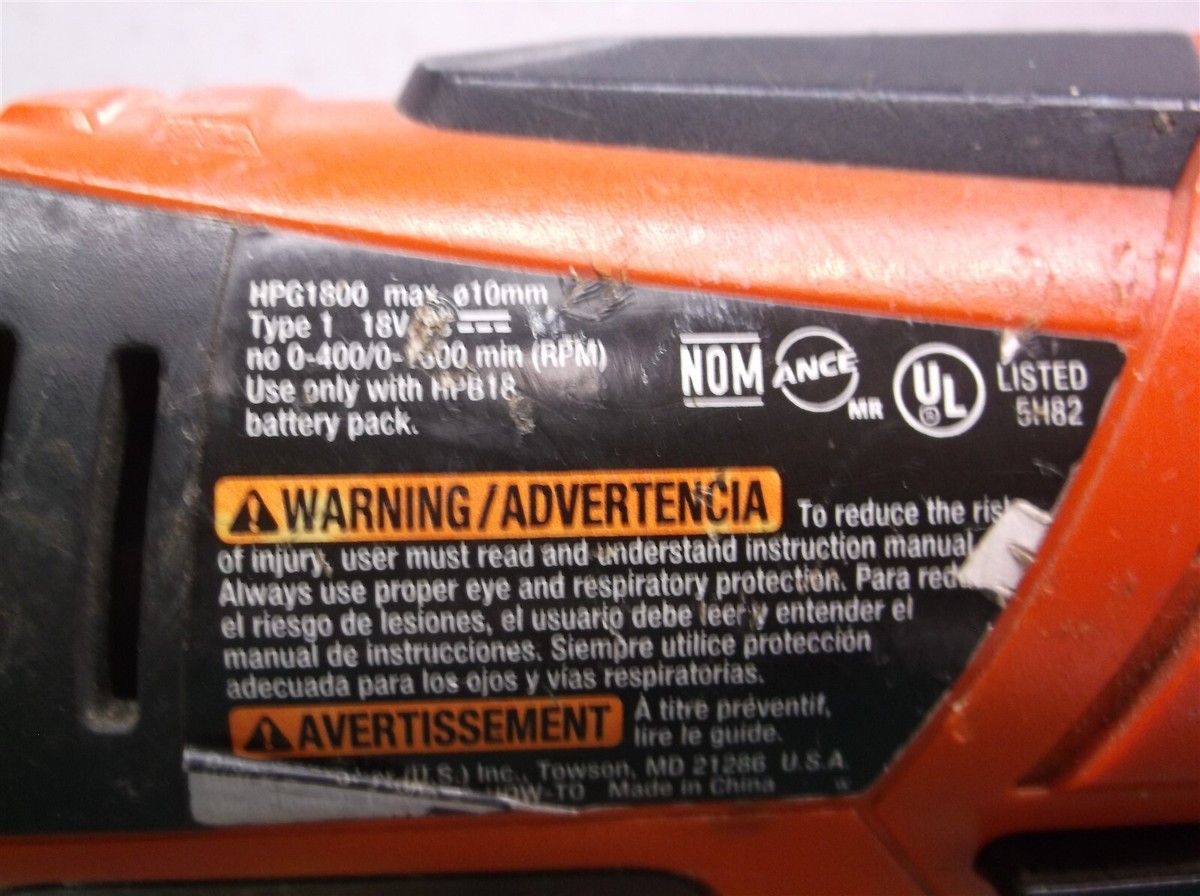 HPG1800 max. ø10mm
Type 1 18V
no 0-400/0- 00 min (RPM)
Use only with HPB18
battery pack.
NOM
ANCE
MR
UL
LISTED
5H82
WARNING/ADVERTENCIA To reduce the risk
of injury, user must read and understand instruction manual
Always use proper eye and respiratory protection. Para red
el riesgo de lesiones, el usuario debe leer y entender el
manual de instrucciones. Siempre utilice protección
adecuada para los ojos y vías respiratorias.
AVERTISSEMENT À titre préventif,
lire le guide.
(U.S.) Inc., Towson, MD 21286 U.S.A.
HOW-TO Made in China